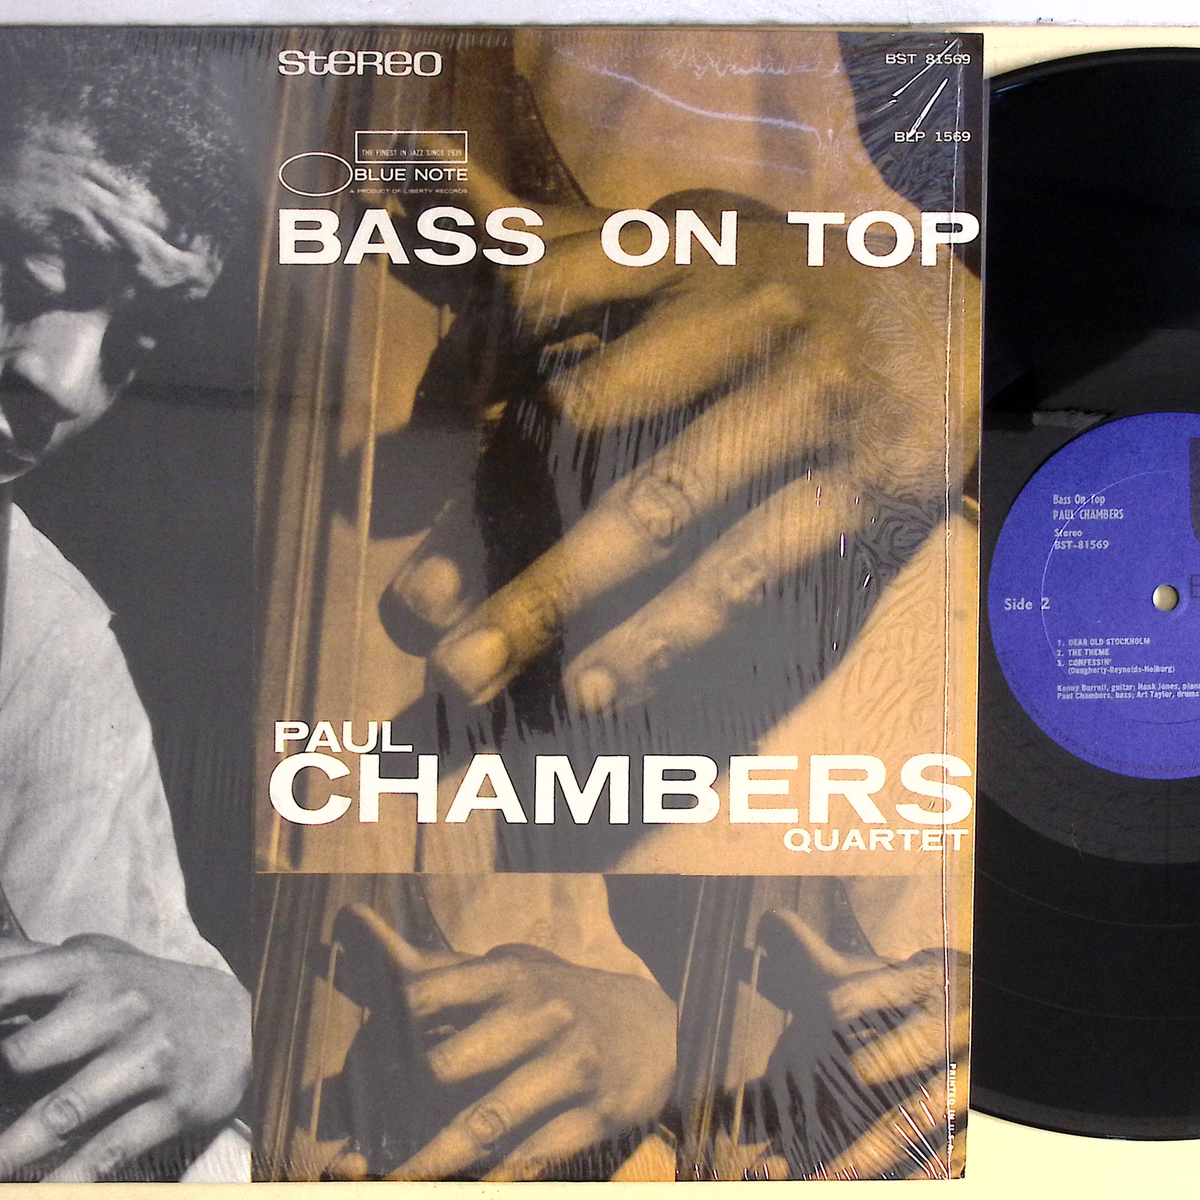 stereo
BST 81569
BLP 1569
THE FINEST IN JAZZ SINCE 1939
BLUE NOTE
A PRODUCT OF LIBERTY RECORDS
BASS ON TOP
PAUL
CHAMBERS
QUARTET
PRINTED IN U.S.A.
Bass On Top
PAUL CHAMBERS
Stereo
BST-81569
Side 2
1. DEAR OLD STOCKHOLM
2. THE THEME
3. CONFESSIN'
(Daugherty-Reynolds-Neiburg)
Kenny Burrell, guitar; Hank Jones, piano
Paul Chambers, bass; Art Taylor, drums